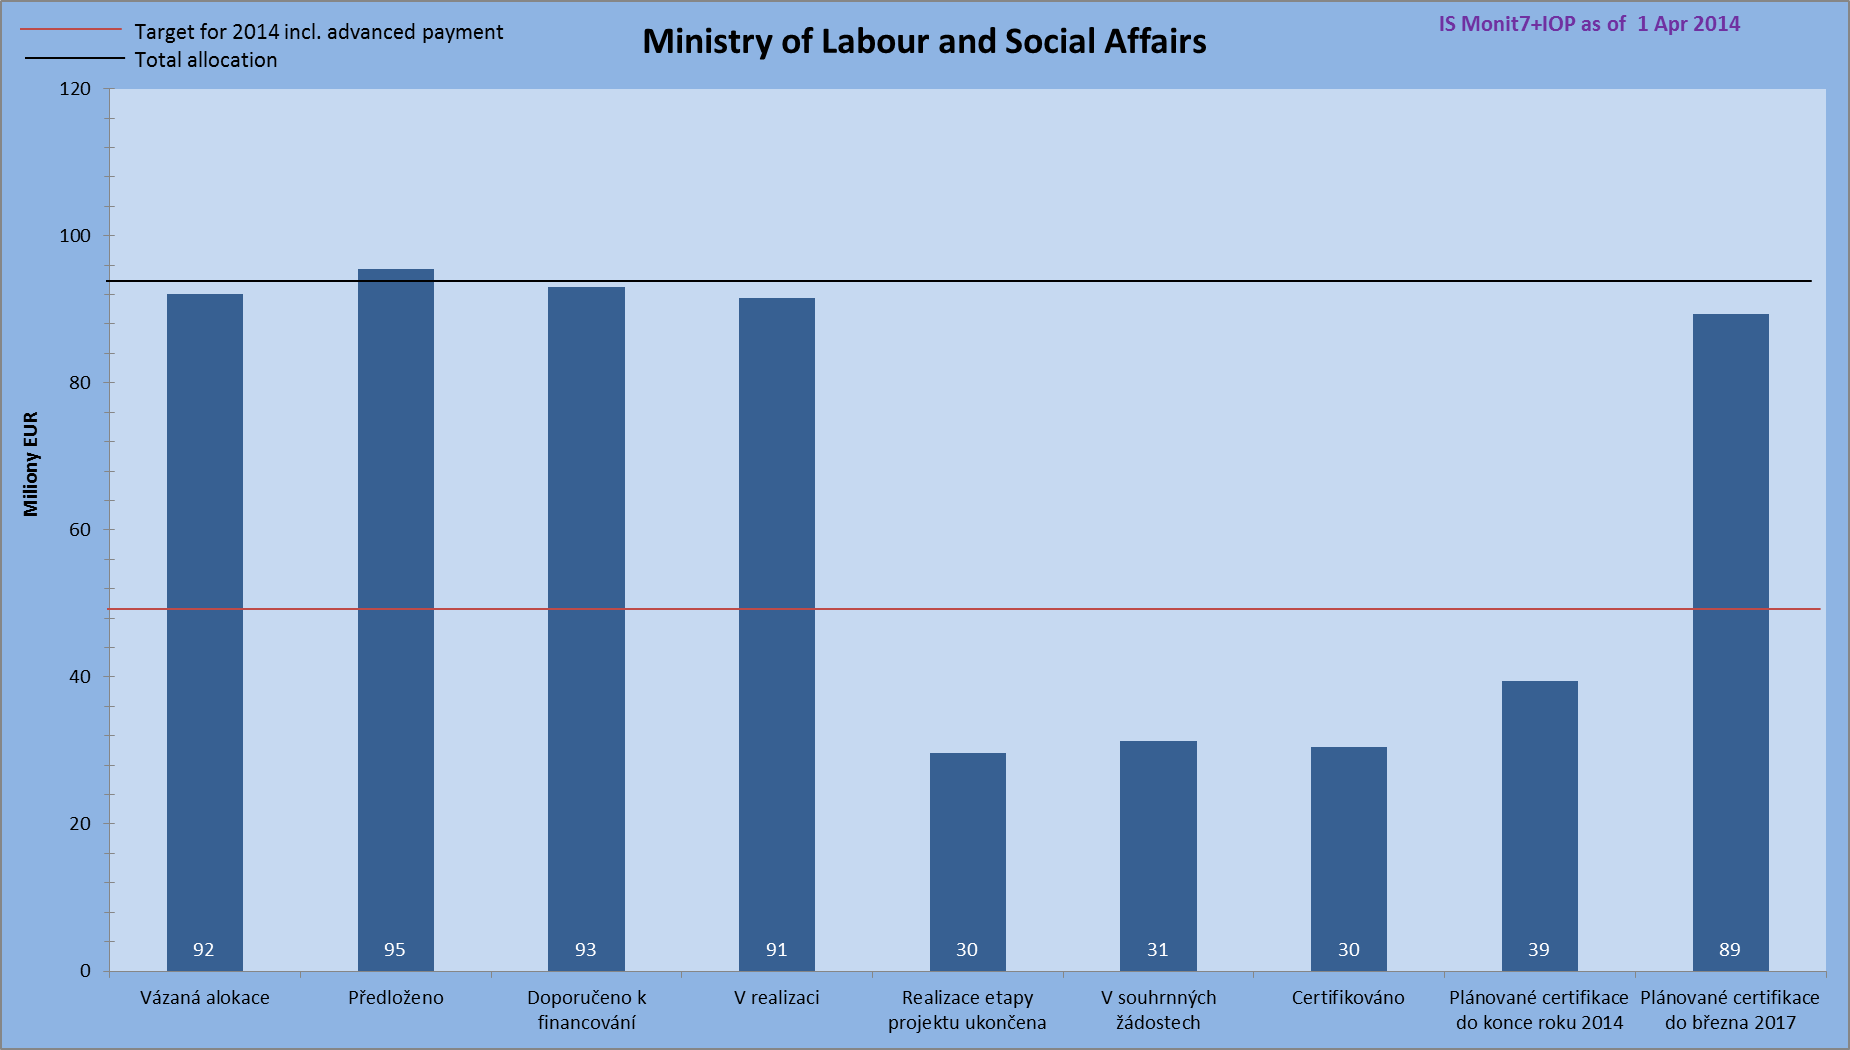 Target for 2014 incl. advanced payment
Total allocation
Ministry of Labour and Social Affairs
IS Monit7+IOP as of  1 Apr 2014
Miliony EUR
120
100
80
60
40
20
0
92
95
93
91
30
31
30
39
89
Vázaná alokace
Předloženo
Doporučeno k
financování
V realizaci
Realizace etapy
projektu ukončena
V souhrnných
žádostech
Certifikováno
Plánované certifikace
do konce roku 2014
Plánované certifikace
do března 2017